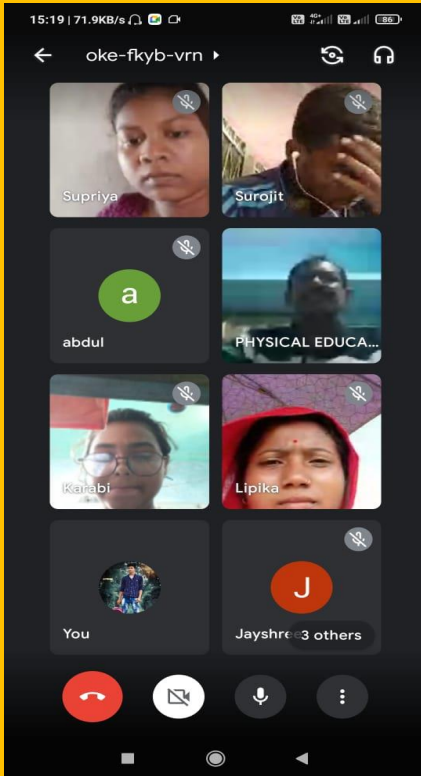 15:19 | 71.9KB/s 4G+ 86
oke-fkyb-vrn
Supriya
Surojit
a
abdul
PHYSICAL EDUCA...
Karabi
Lipika
You
J
Jayshree 3 others